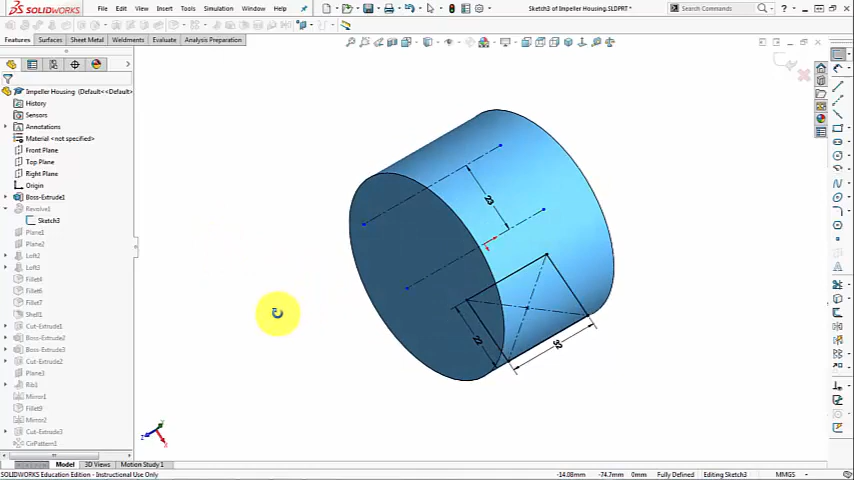 SOLIDWORKS File Edit View Insert Tools Simulation Window Help Sketch3 of Impeller Housing.SLDPRT * Search Commands
Features Surfaces Sheet Metal Weldments Evaluate Analysis Preparation
Impeller Housing (Default<<Default>
History
Sensors
Annotations
Material <not specified>
Front Plane
Top Plane
Right Plane
Origin
Boss-Extrude1
Revolve1
Sketch3
Plane1
Plane2
Loft2
Loft3
Fillet4
Fillet6
Fillet7
Shell1
Cut-Extrude1
Boss-Extrude2
Boss-Extrude3
Cut-Extrude2
Plane3
Rib1
Mirror1
Fillet9
Mirror2
Cut-Extrude3
CirPattern1
23
22
32
Model 3D Views Motion Study 1
SOLIDWORKS Education Edition - Instructional Use Only -14.08mm -74.7mm 0mm Fully Defined Editing Sketch3 MMGS